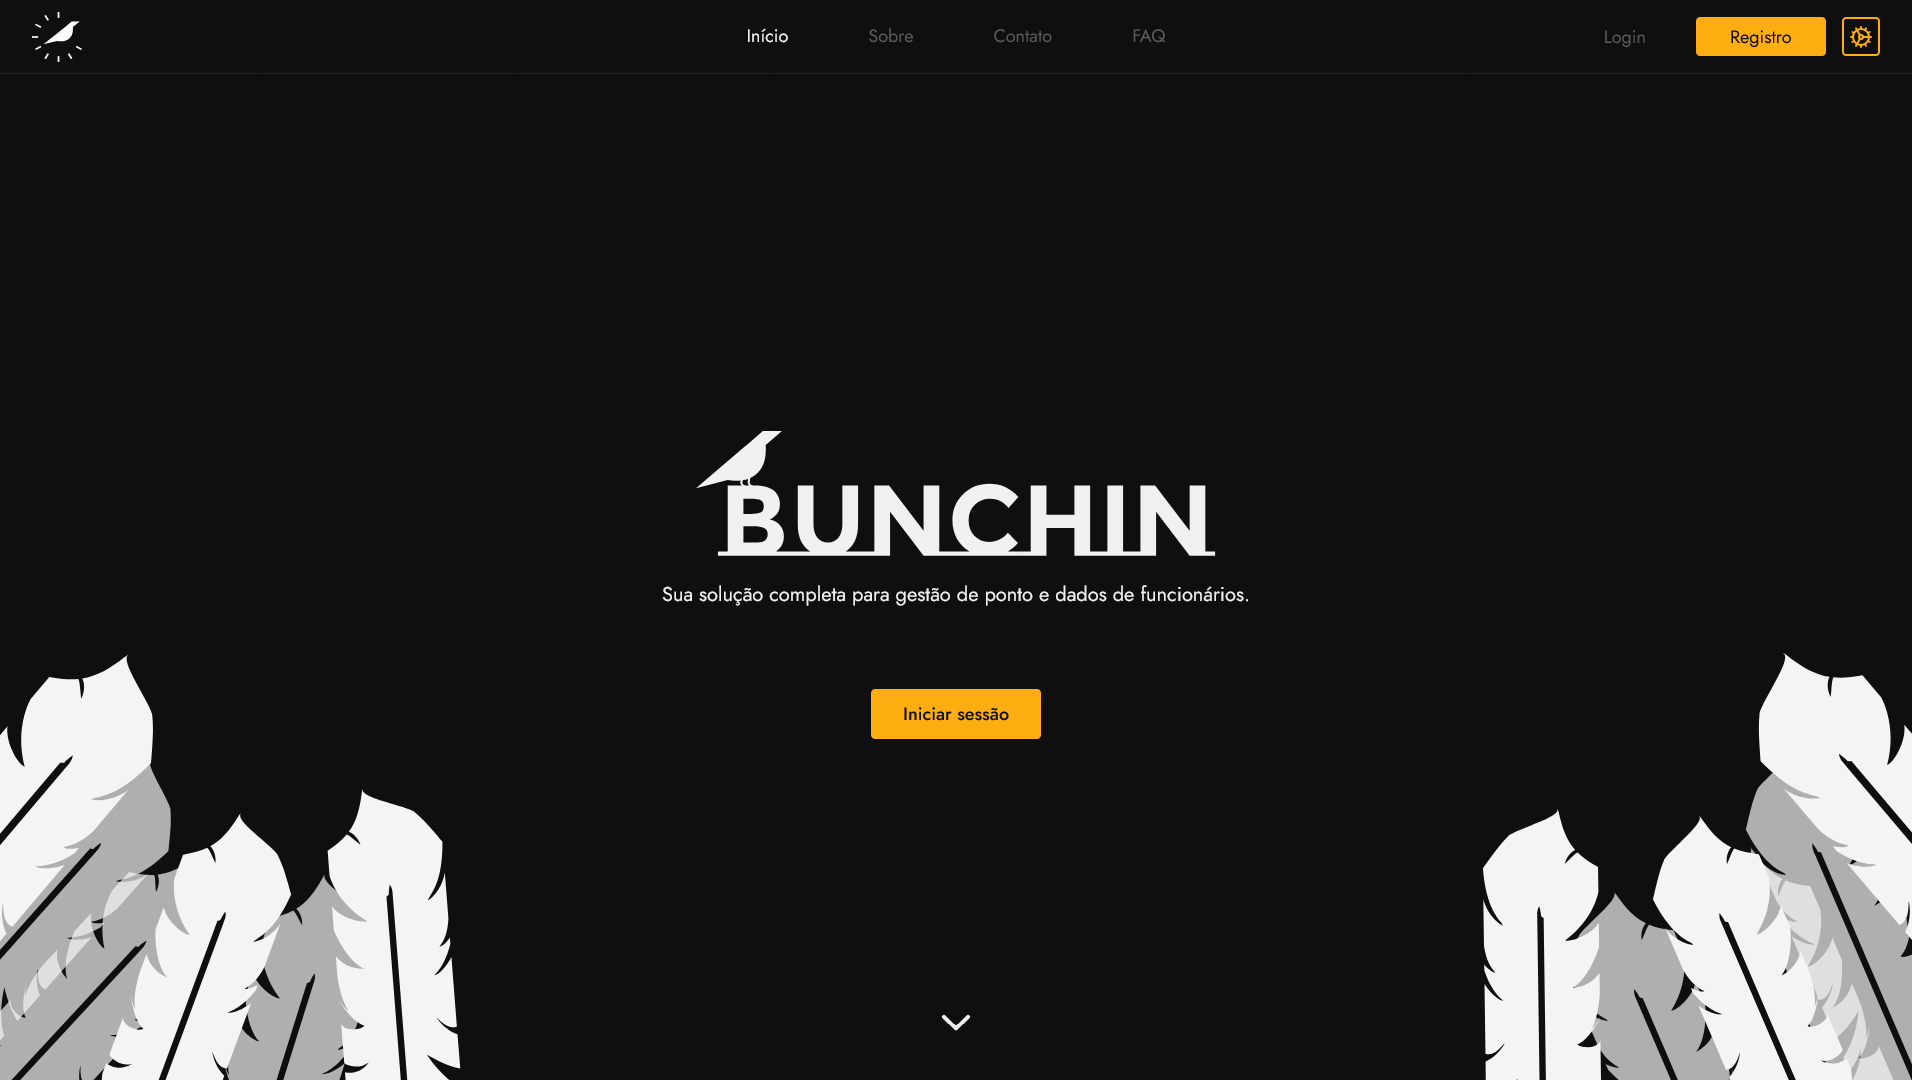 Início
Sobre
Contato
FAQ
Login
Registro
BUNCHIN
Sua solução completa para gestão de ponto e dados de funcionários.
Iniciar sessão